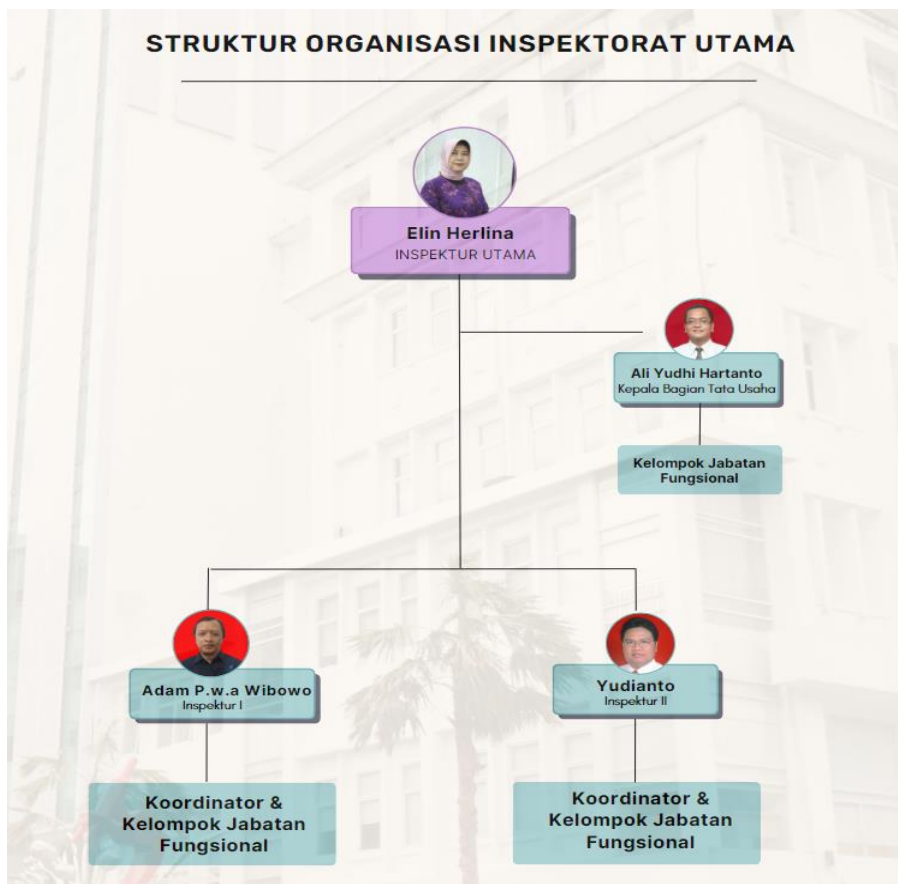 STRUKTUR ORGANISASI INSPEKTORAT UTAMA
Elin Herlina
INSPEKTUR UTAMA
Ali Yudhi Hartanto
Kepala Bagian Tata Usaha
Kelompok Jabatan
Fungsional
Adam P.w.a Wibowo
Inspektur I
Yudianto
Inspektur II
Koordinator &
Kelompok Jabatan
Fungsional
Koordinator &
Kelompok Jabatan
Fungsional